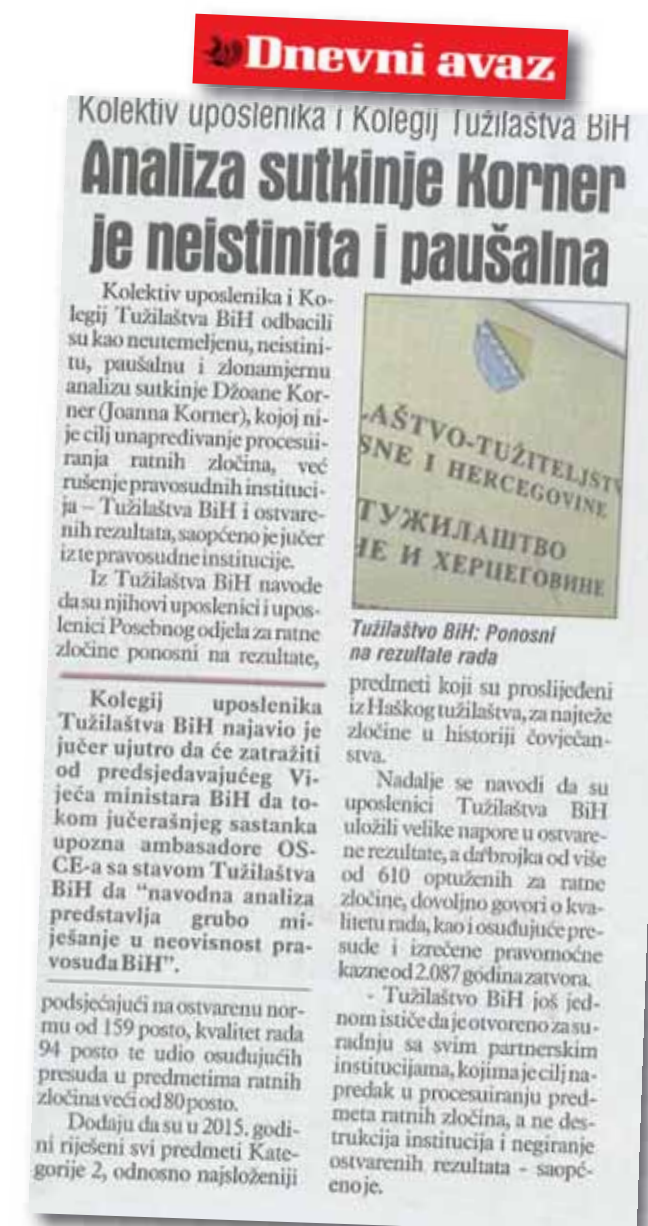 Dnevni avaz
Kolektiv uposlenika i Kolegij Tužilaštva BiH
Analiza sutkinje Korner
je neistinita i paušalna
Kolektiv uposlenika i Ko-
legij Tužilaštva BiH odbacili
su kao neutemeljenu, neistini-
tu, paušalnu i zlonamjernu
analizu sutkinje Džoane Kor-
ner (Joanna Korner), kojoj ni-
je cilj unapređivanje procesui-
ranja ratnih zločina, već
rušenje pravosudnih instituci-
ja – Tužilaštva BiH i ostvare-
nih rezultata, saopćeno je jučer
iz te pravosudne institucije.
Iz Tužilaštva BiH navode
da su njihovi uposlenici i upos-
lenici Posebnog odjela za ratne
zločine ponosni na rezultate,
Kolegij uposlenika
Tužilaštva BiH najavio je
jučer ujutro da će zatražiti
od predsjedavajućeg Vi-
jeća ministara BiH da to-
kom jučerašnjeg sastanka
upozna ambasadore OS-
CE-a sa stavom Tužilaštva
BiH da "navodna analiza
predstavlja grubo mi-
ješanje u neovisnost pra-
vosuđa BiH".
podsjećajući na ostvarenu nor-
mu od 159 posto, kvalitet rada
94 posto te udio osuđujućih
presuda u predmetima ratnih
zločina veći od 80 posto.
Dodaju da su u 2015. godi-
ni riješeni svi predmeti Kate-
gorije 2, odnosno najsloženiji
-AŠTVO-TUŽITELJST
SNE I HERCEGOVINE
ТУЖИЛАШТВО
НЕ И ХЕРЦЕГОВИНЕ
Tužilaštvo BiH: Ponosni
na rezultate rada
predmeti koji su proslijeđeni
iz Haškog tužilaštva, za najteže
zločine u historiji čovječan-
stva.
Nadalje se navodi da su
uposlenici Tužilaštva BiH
uložili velike napore u ostvare-
ne rezultate, a da brojka od više
od 610 optuženih za ratne
zločine, dovoljno govori o kva-
litetu rada, kao i osuđujuće pre-
sude i izrečene pravomoćne
kazne od 2.087 godina zatvora.
- Tužilaštvo BiH još jed-
nom ističe da je otvoreno za su-
radnju sa svim partnerskim
institucijama, kojima je cilj na-
predak u procesuiranju pred-
meta ratnih zločina, a ne des-
trukcija institucija i negiranje
ostvarenih rezultata - saopć-
eno je.